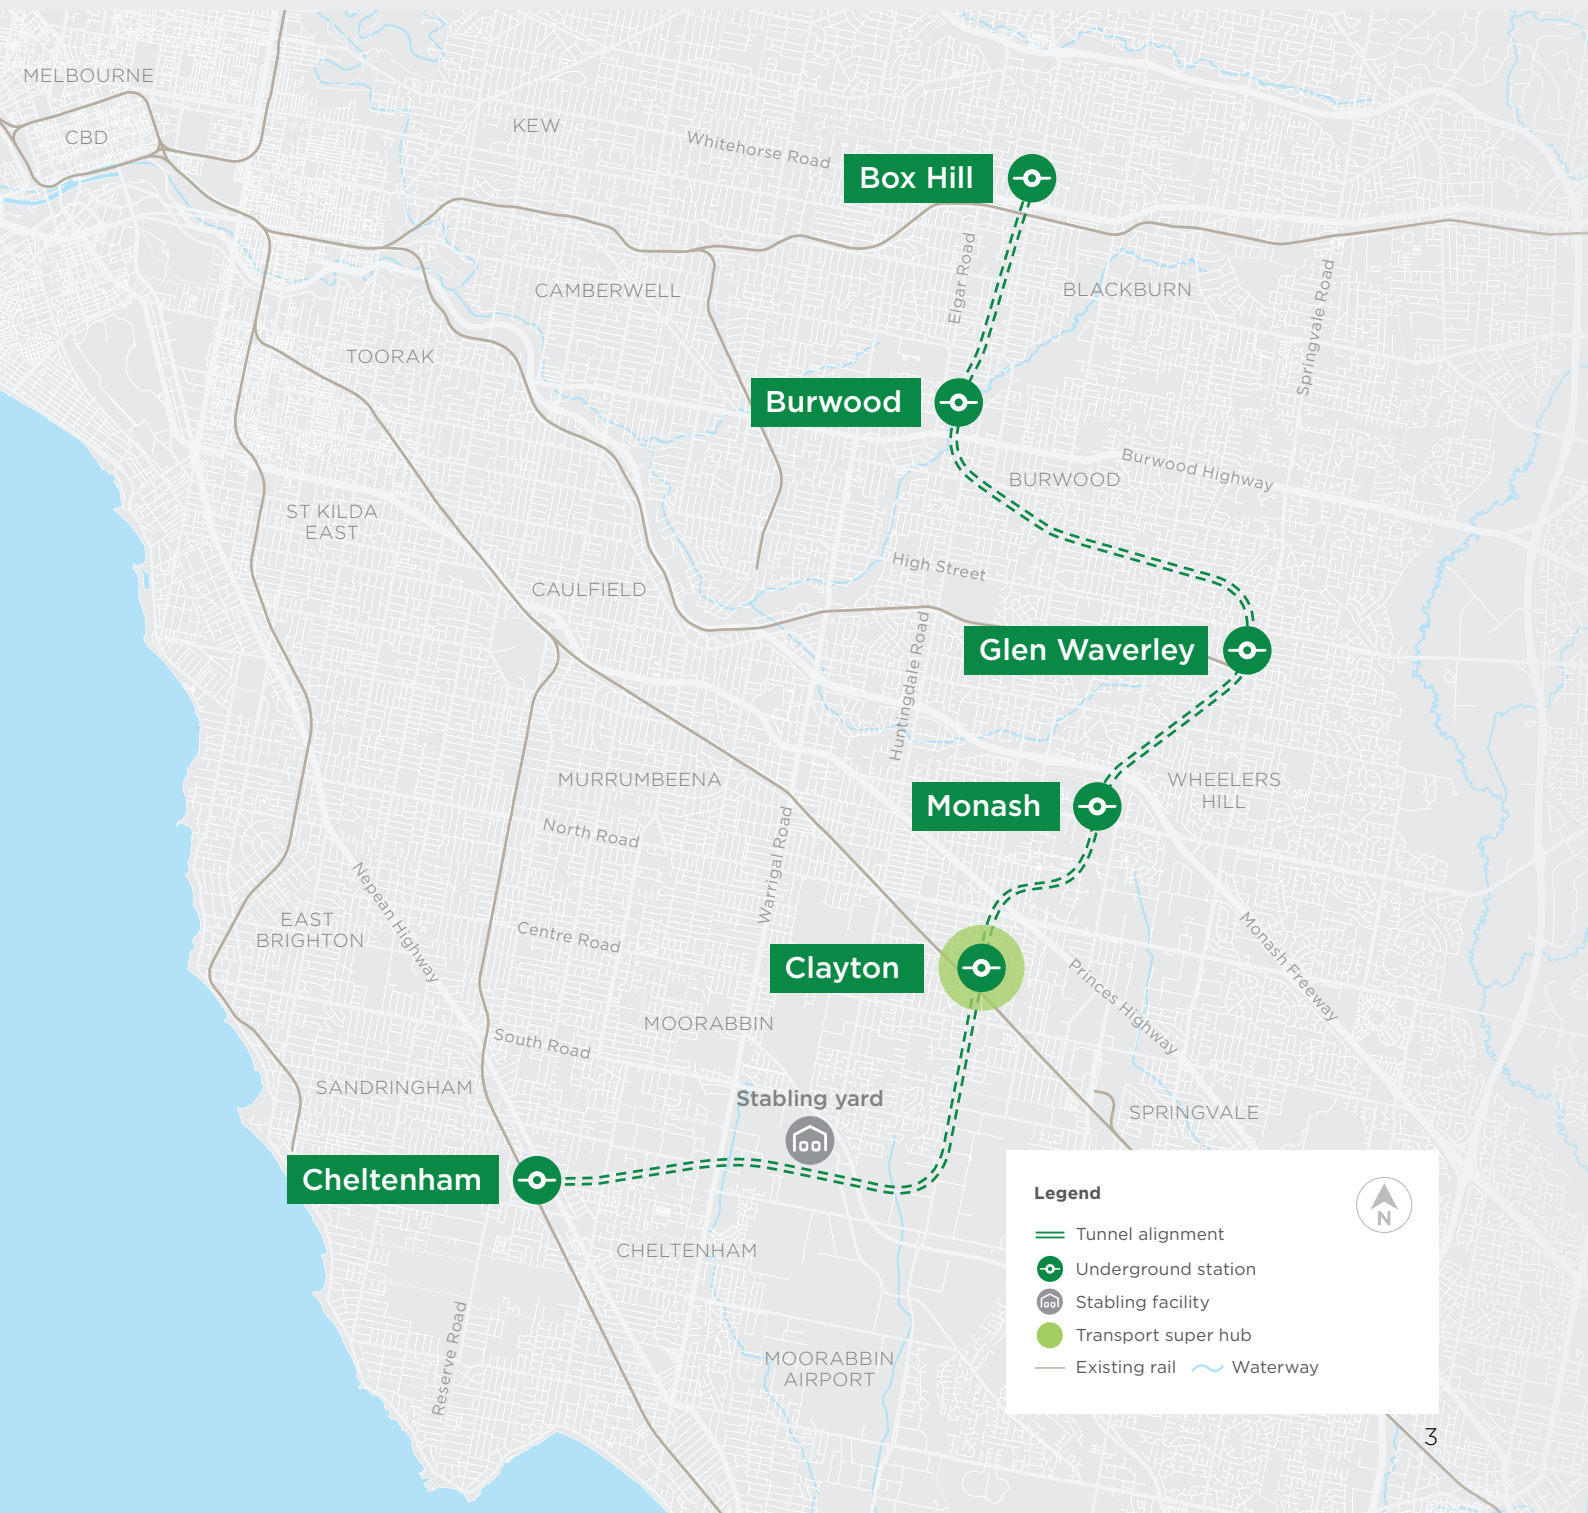 MELBOURNE
CBD
KEW
Whitehorse Road
Box Hill
Elgar Road
CAMBERWELL
BLACKBURN
Springvale Road
TOORAK
Burwood
Burwood Highway
BURWOOD
ST KILDA
EAST
High Street
CAULFIELD
Huntingdale Road
Glen Waverley
MURRUMBEENA
WHEELERS
HILL
Monash
North Road
Warrigal Road
Nepean Highway
EAST
BRIGHTON
Centre Road
Monash Freeway
Clayton
Princes Highway
MOORABBIN
South Road
SANDRINGHAM
Stabling yard
SPRINGVALE
Cheltenham
CHELTENHAM
Reserve Road
MOORABBIN
AIRPORT
Legend
N
Tunnel alignment
Underground station
Stabling facility
Transport super hub
Existing rail Waterway
3